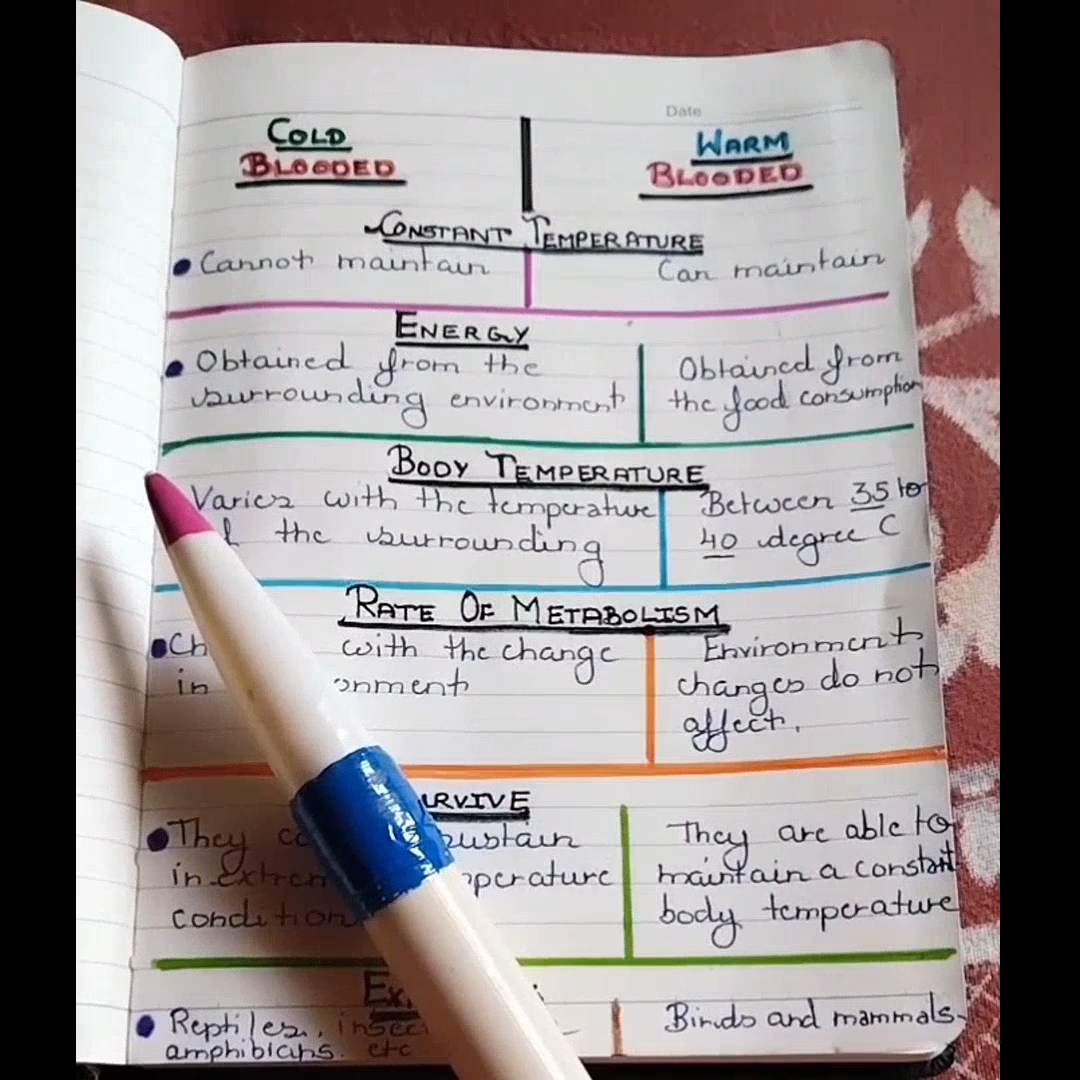 Date
COLD
BLOODED
WARM
BLOODED
CONSTANT TEMPERATURE
Cannot maintain
Can maintain
ENERGY
Obtained from the
surrounding environment
Obtained from
the food consumption
BODY TEMPERATURE
Varies with the temperature
the surrounding
Between 35 to
40 degree C
RATE OF METABOLISM
with the change
in
Environment
changes do not
affect.
They
in extreme temperature
condition
They are able to
maintain a constant
body temperature
Reptiles,
amphibians. etc
Birds and mammals.